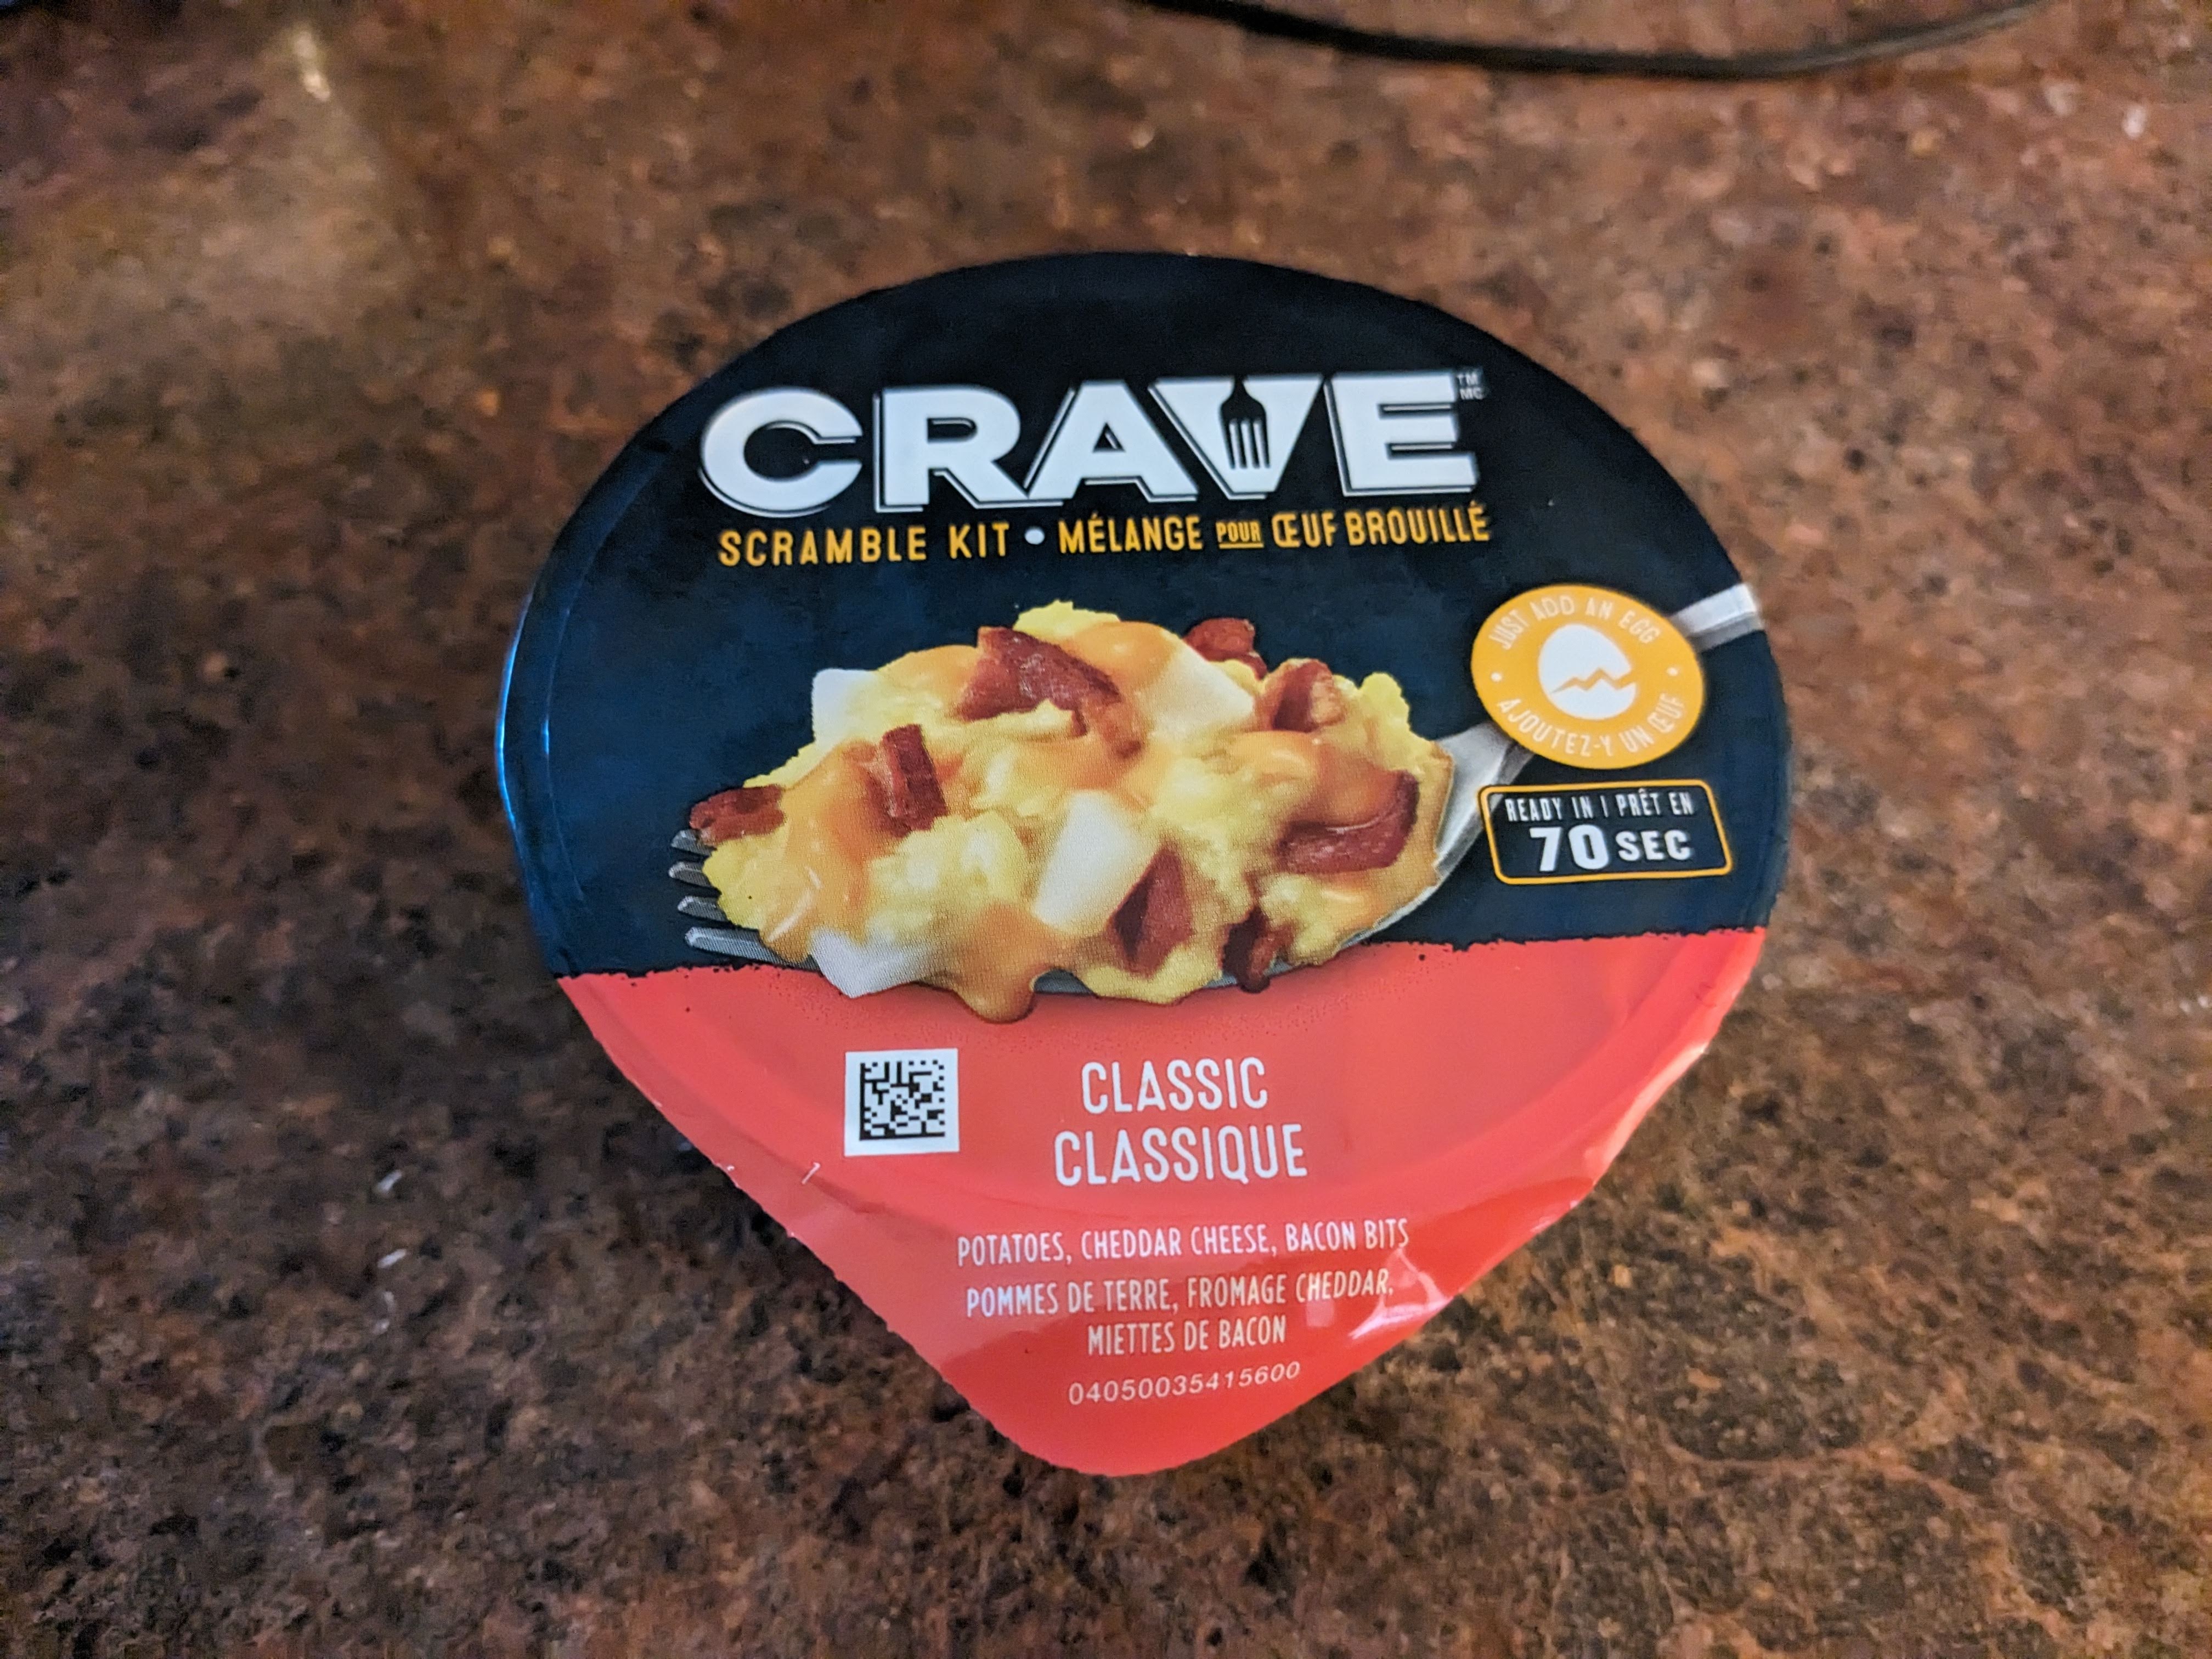 CRAVE TM MC
SCRAMBLE KIT • MÉLANGE POUR ŒUF BROUILLÉ
JUST ADD AN EGG
• AJOUTEZ-Y UN ŒUF •
READY IN | PRÊT EN
70 SEC
CLASSIC
CLASSIQUE
POTATOES, CHEDDAR CHEESE, BACON BITS
POMMES DE TERRE, FROMAGE CHEDDAR,
MIETTES DE BACON
04050035415600